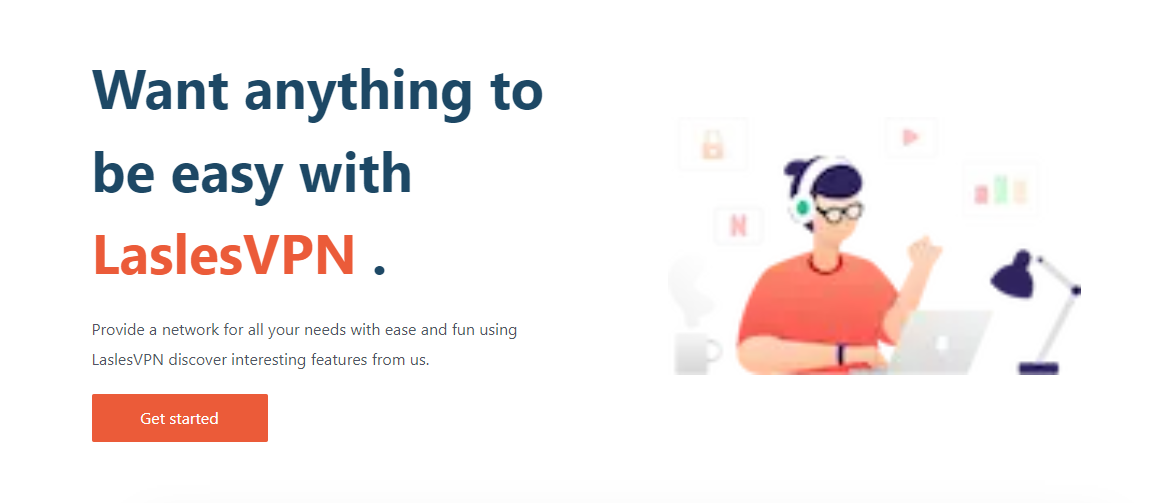 Want anything to
be easy with
LaslesVPN .
Provide a network for all your needs with ease and fun using
LaslesVPN discover interesting features from us.
Get started
N